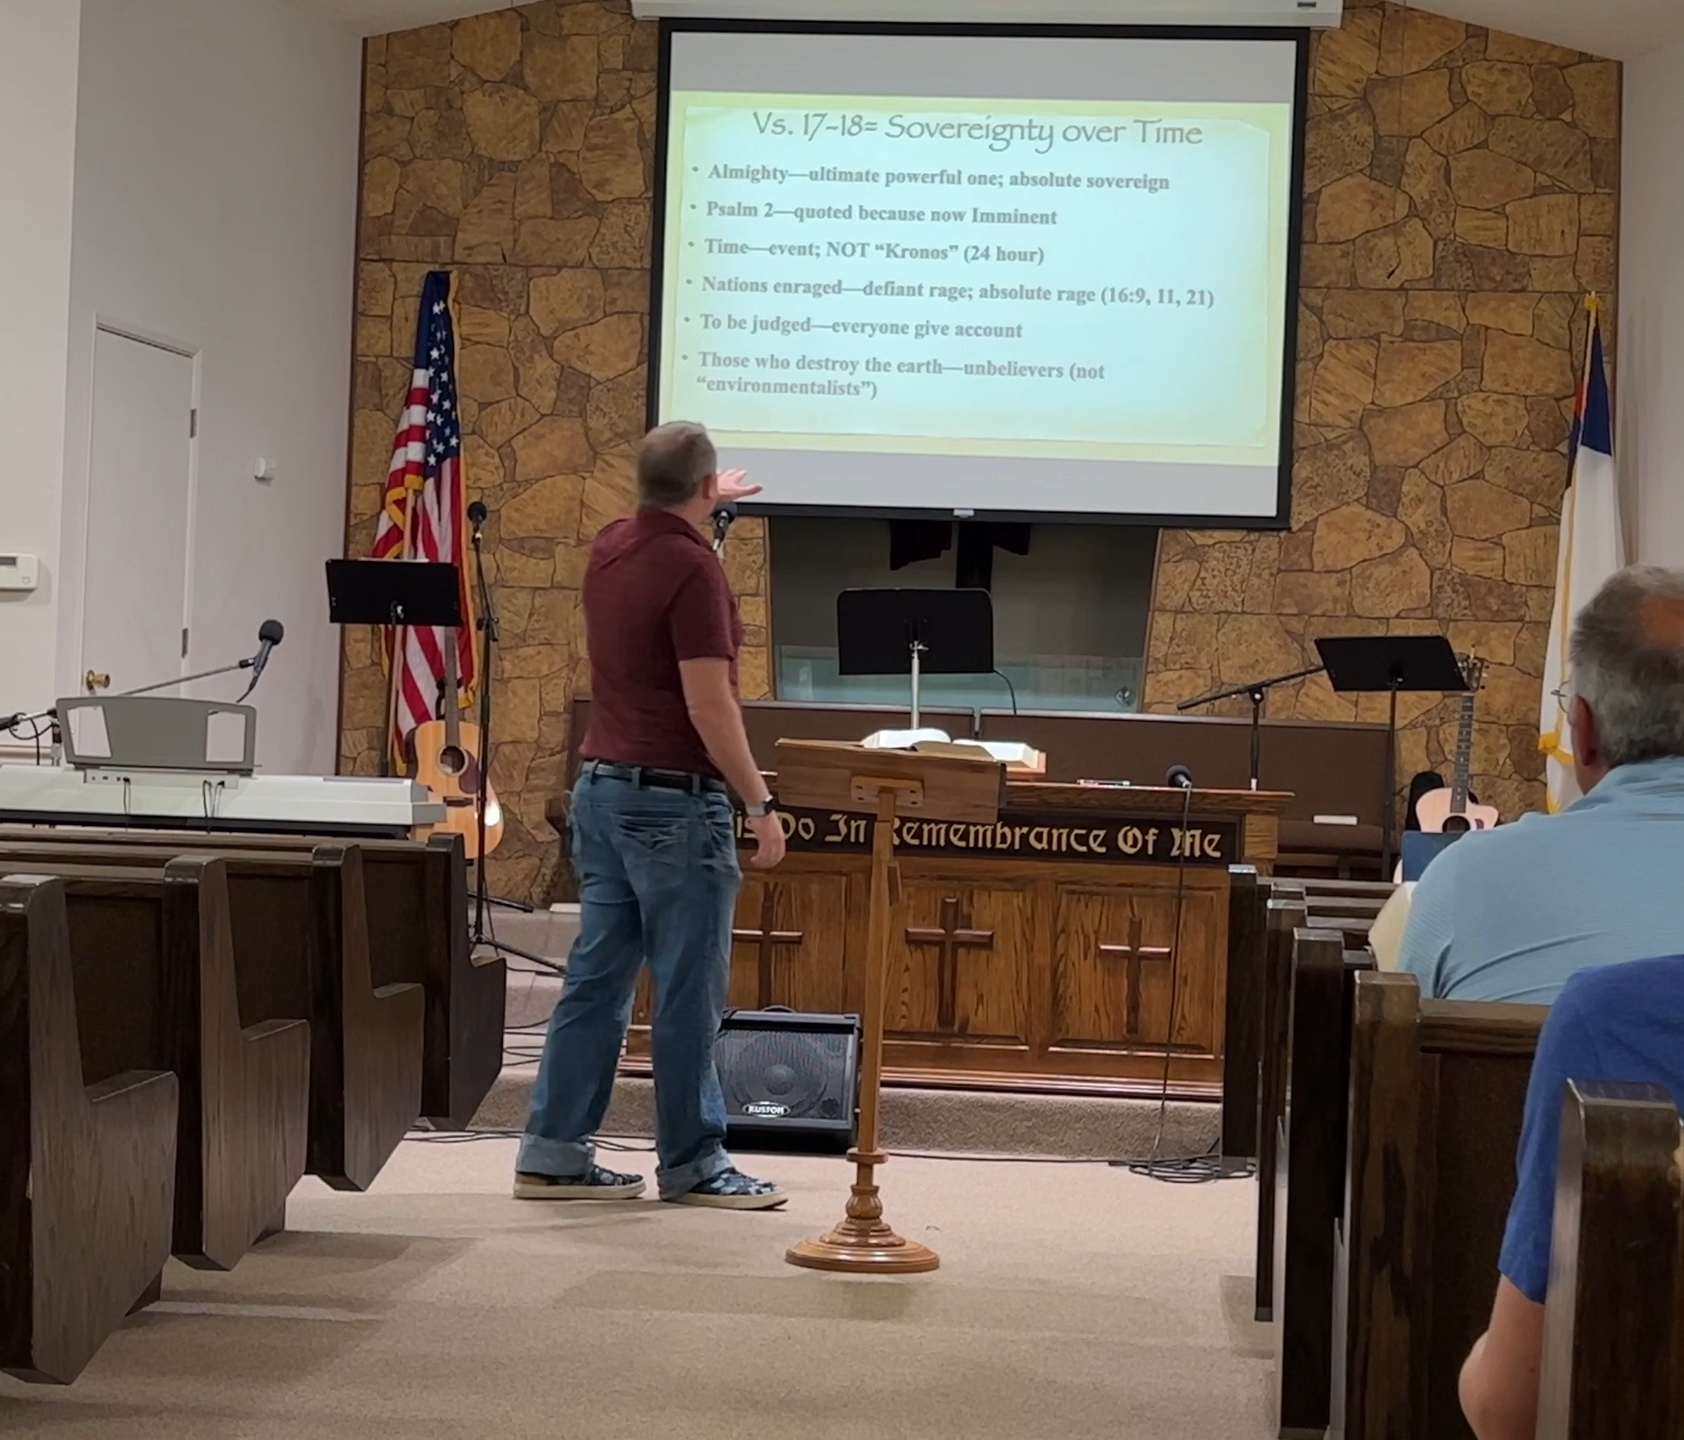 Vs. 17-18= Sovereignty over Time
• Almighty—ultimate powerful one; absolute sovereign
• Psalm 2—quoted because now Imminent
• Time—event; NOT “Kronos” (24 hour)
• Nations enraged—defiant rage; absolute rage (16:9, 11, 21)
• To be judged—everyone give account
• Those who destroy the earth—unbelievers (not
“environmentalists”)
Do In Remembrance Of Me
KUSTOM